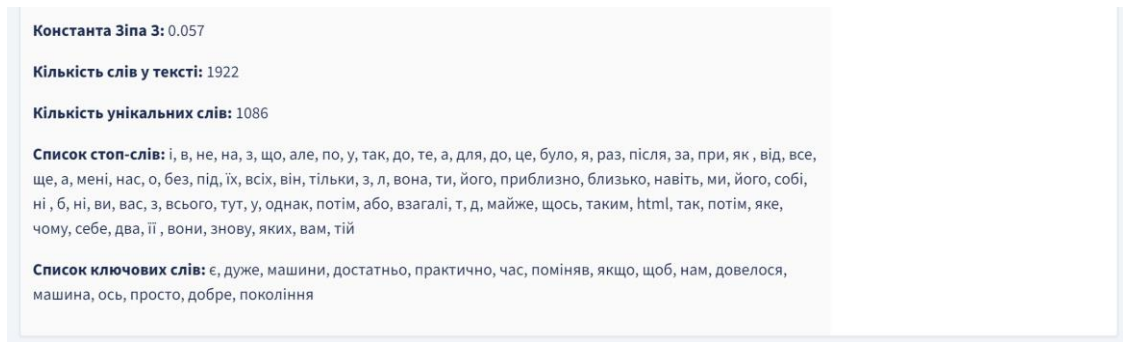 Константа Зіпа З: 0.057
Кількість слів у тексті: 1922
Кількість унікальних слів: 1086
Список стоп-слів: і, в, не, на, з, що, але, по, у, так, до, те, а, для, до, це, було, я, раз, після, за, при, як , від, все,
ще, а, мені, нас, о, без, під, їх, всіх, він, тільки, з, л, вона, ти, його, приблизно, близько, навіть, ми, його, собі,
ні , б, ні, ви, вас, з, всього, тут, у, однак, потім, або, взагалі, т, д, майже, щось, таким, html, так, потім, яке,
чому, себе, два, її , вони, знову, яких, вам, тій
Список ключових слів: є, дуже, машини, достатньо, практично, час, поміняв, якщо, щоб, нам, довелося,
машина, ось, просто, добре, покоління